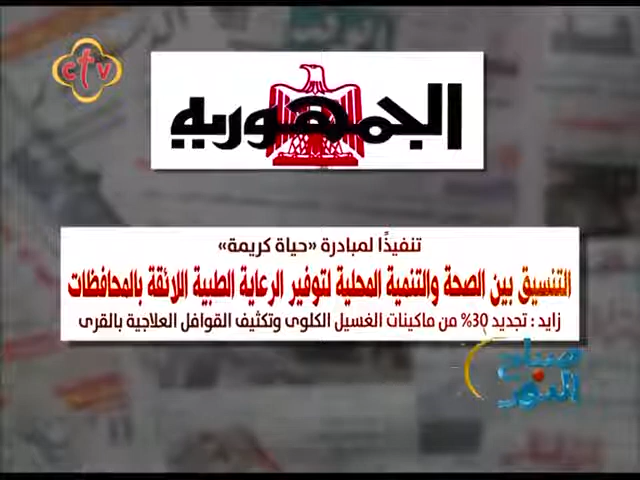 ctv
الجمهورية
تنفيذًا لمبادرة «حياة كريمة»
التنسيق بين الصحة والتنمية المحلية لتوفير الرعاية الطبية اللائقة بالمحافظات
زايد : تجديد 30% من ماكينات الغسيل الكلوى وتكثيف القوافل العلاجية بالقرى
صباح
النور